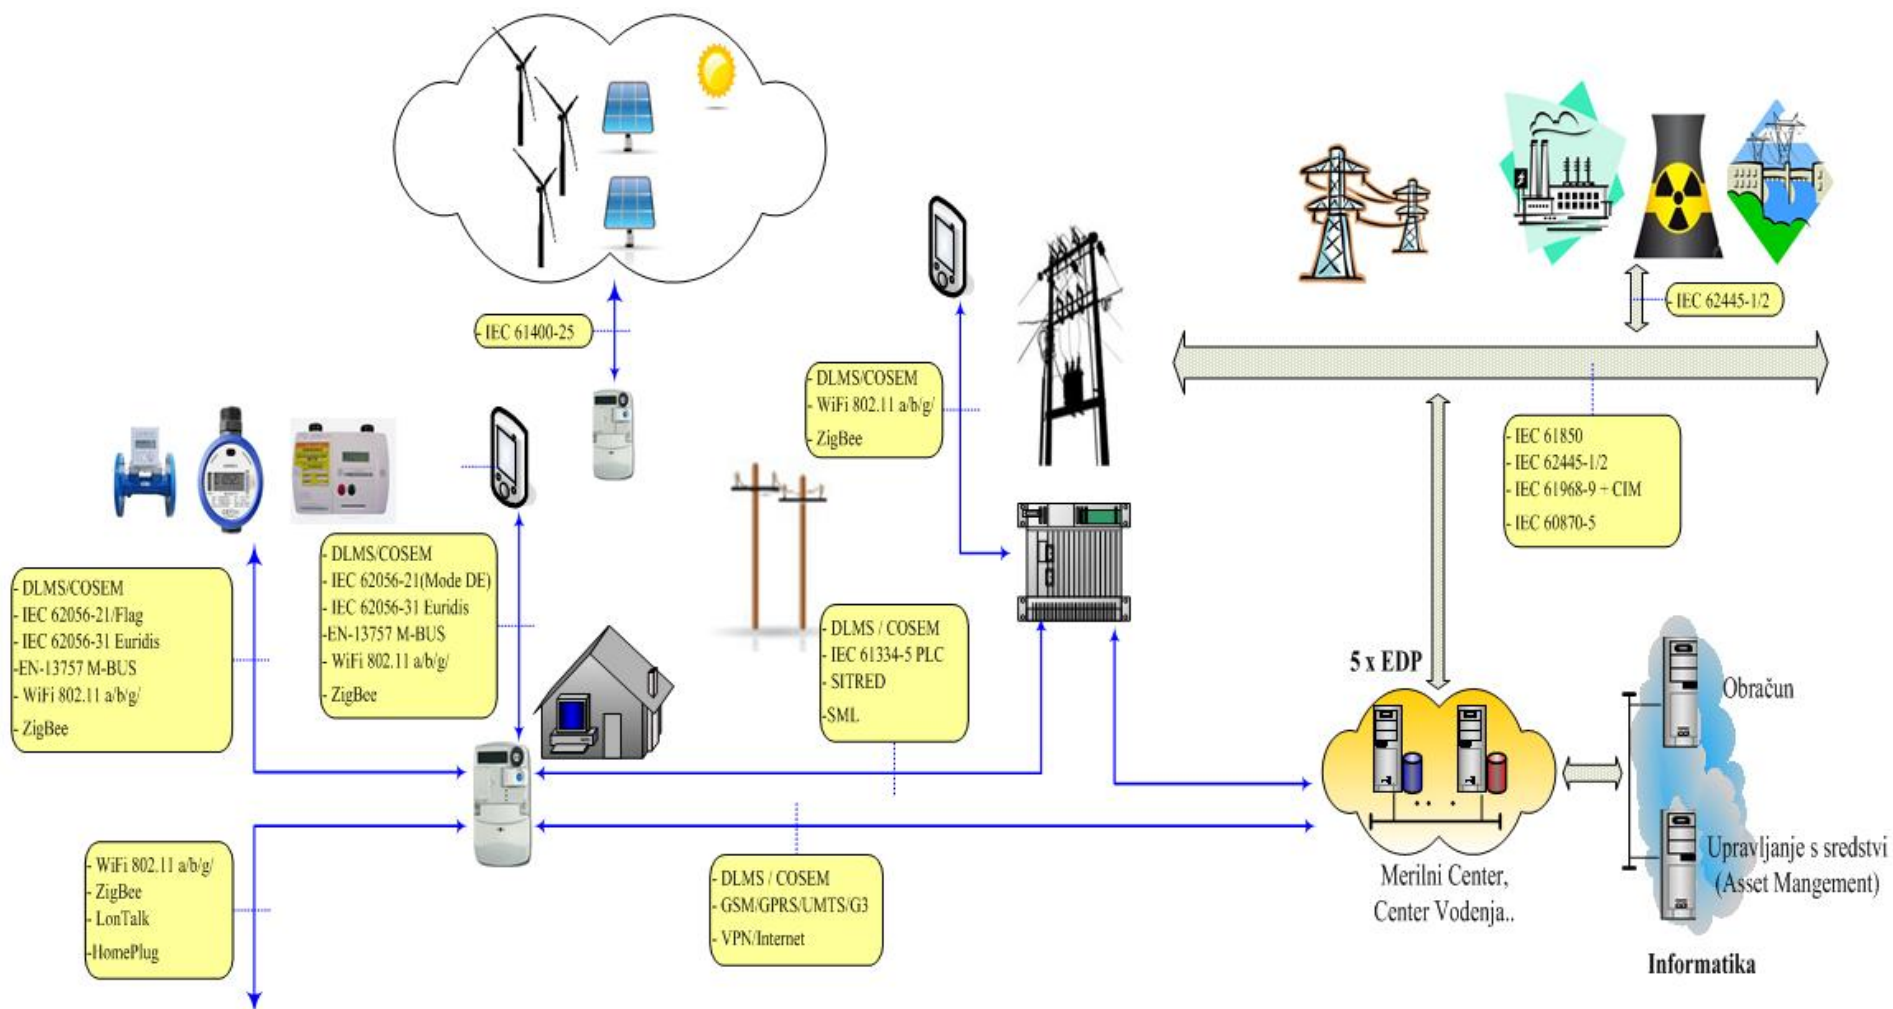 - IEC 61400-25
- IEC 62445-1/2
- DLMS/COSEM
- WiFi 802.11 a/b/g/
- ZigBee
- IEC 61850
- IEC 62445-1/2
- IEC 61968-9 + CIM
- IEC 60870-5
- DLMS/COSEM
- IEC 62056-21/Flag
- IEC 62056-31 Euridis
-EN-13757 M-BUS
- WiFi 802.11 a/b/g/
- ZigBee
- DLMS/COSEM
- IEC 62056-21(Mode DE)
- IEC 62056-31 Euridis
-EN-13757 M-BUS
- WiFi 802.11 a/b/g/
- ZigBee
- DLMS / COSEM
- IEC 61334-5 PLC
- SITRED
-SML
5 x EDP
Merilni Center,
Center Vodenja..
Obračun
Upravljanje s sredstvi
(Asset Mangement)
Informatika
- WiFi 802.11 a/b/g/
- ZigBee
- LonTalk
-HomePlug
- DLMS / COSEM
- GSM/GPRS/UMTS/G3
- VPN/Internet